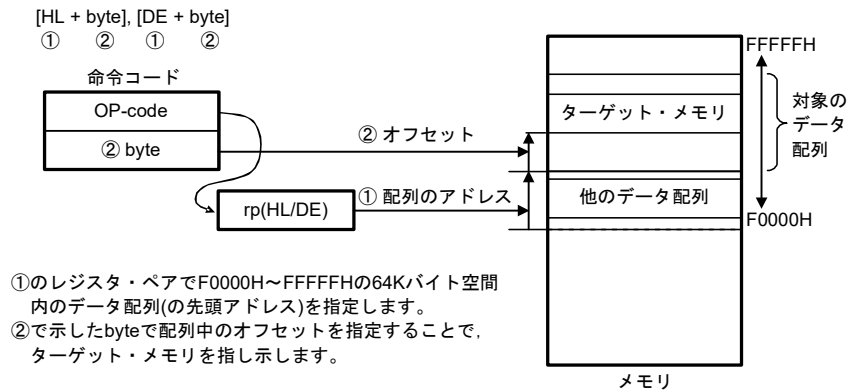 [HL + byte], [DE + byte]
① ② ① ②
命令コード
OP-code
② byte
rp(HL/DE)
② オフセット
① 配列のアドレス
FFFFFH
ターゲット・メモリ
対象の
データ
配列
他のデータ配列
F0000H
①のレジスタ・ペアでF0000H～FFFFFHの64Kバイト空間
内のデータ配列(の先頭アドレス)を指定します。
②で示したbyteで配列中のオフセットを指定することで,
ターゲット・メモリを指し示します。
メモリ